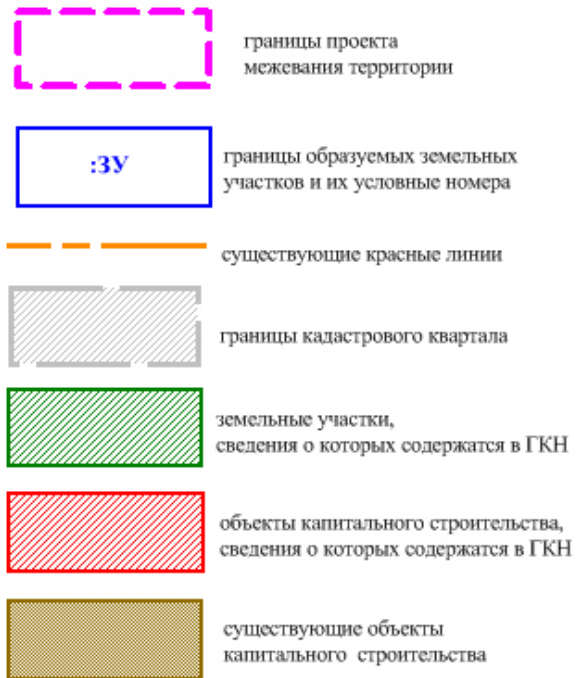 границы проекта
межевания территории
:ЗУ
границы образуемых земельных
участков и их условные номера
существующие красные линии
границы кадастрового квартала
земельные участки,
сведения о которых содержатся в ГКН
объекты капитального строительства,
сведения о которых содержатся в ГКН
существующие объекты
капитального строительства